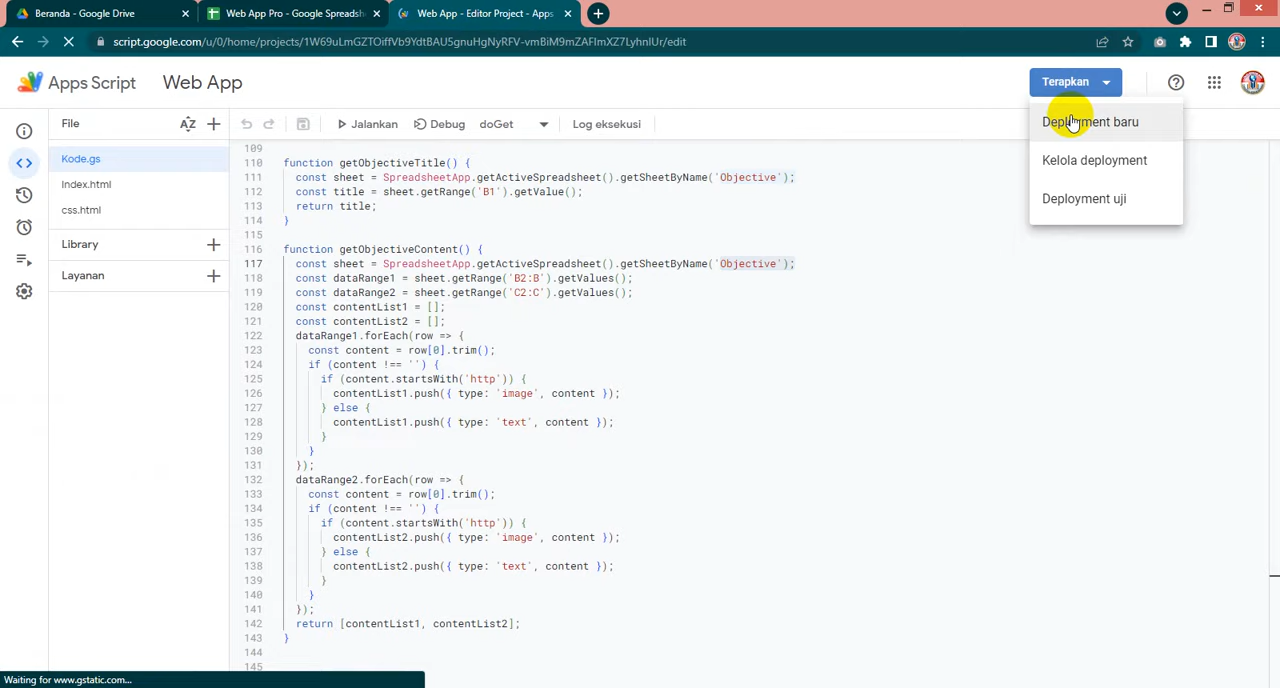 Beranda - Google Drive
Web App Pro - Google Spreadsh
Web App - Editor Project - Apps
script.google.com/u/0/home/projects/1W69uLmGZTOiffVb9YdtBAU5gnuHgNyRFV-vmBiM9mZAFImXZ7LyhnlUr/edit
Apps Script
Web App
Terapkan
File
Jalankan
Debug
doGet
Log eksekusi
Deployment baru
Kelola deployment
Deployment uji
Kode.gs
Index.html
css.html
Library
Layanan
109
110 function getObjectiveTitle() {
111 const sheet = SpreadsheetApp.getActiveSpreadsheet().getSheetByName('Objective');
112 const title = sheet.getRange('B1').getValue();
113 return title;
114 }
115
116 function getObjectiveContent() {
117 const sheet = SpreadsheetApp.getActiveSpreadsheet().getSheetByName('Objective');
118 const dataRange1 = sheet.getRange('B2:B').getValues();
119 const dataRange2 = sheet.getRange('C2:C').getValues();
120 const contentList1 = [];
121 const contentList2 = [];
122 dataRange1.forEach(row => {
123 const content = row[0].trim();
124 if (content !== '') {
125 if (content.startsWith('http')) {
126 contentList1.push({ type: 'image', content });
127 } else {
128 contentList1.push({ type: 'text', content });
129 }
130 }
131 });
132 dataRange2.forEach(row => {
133 const content = row[0].trim();
134 if (content !== '') {
135 if (content.startsWith('http')) {
136 contentList2.push({ type: 'image', content });
137 } else {
138 contentList2.push({ type: 'text', content });
139 }
140 }
141 });
142 return [contentList1, contentList2];
143 }
144
145
Waiting for www.gstatic.com...